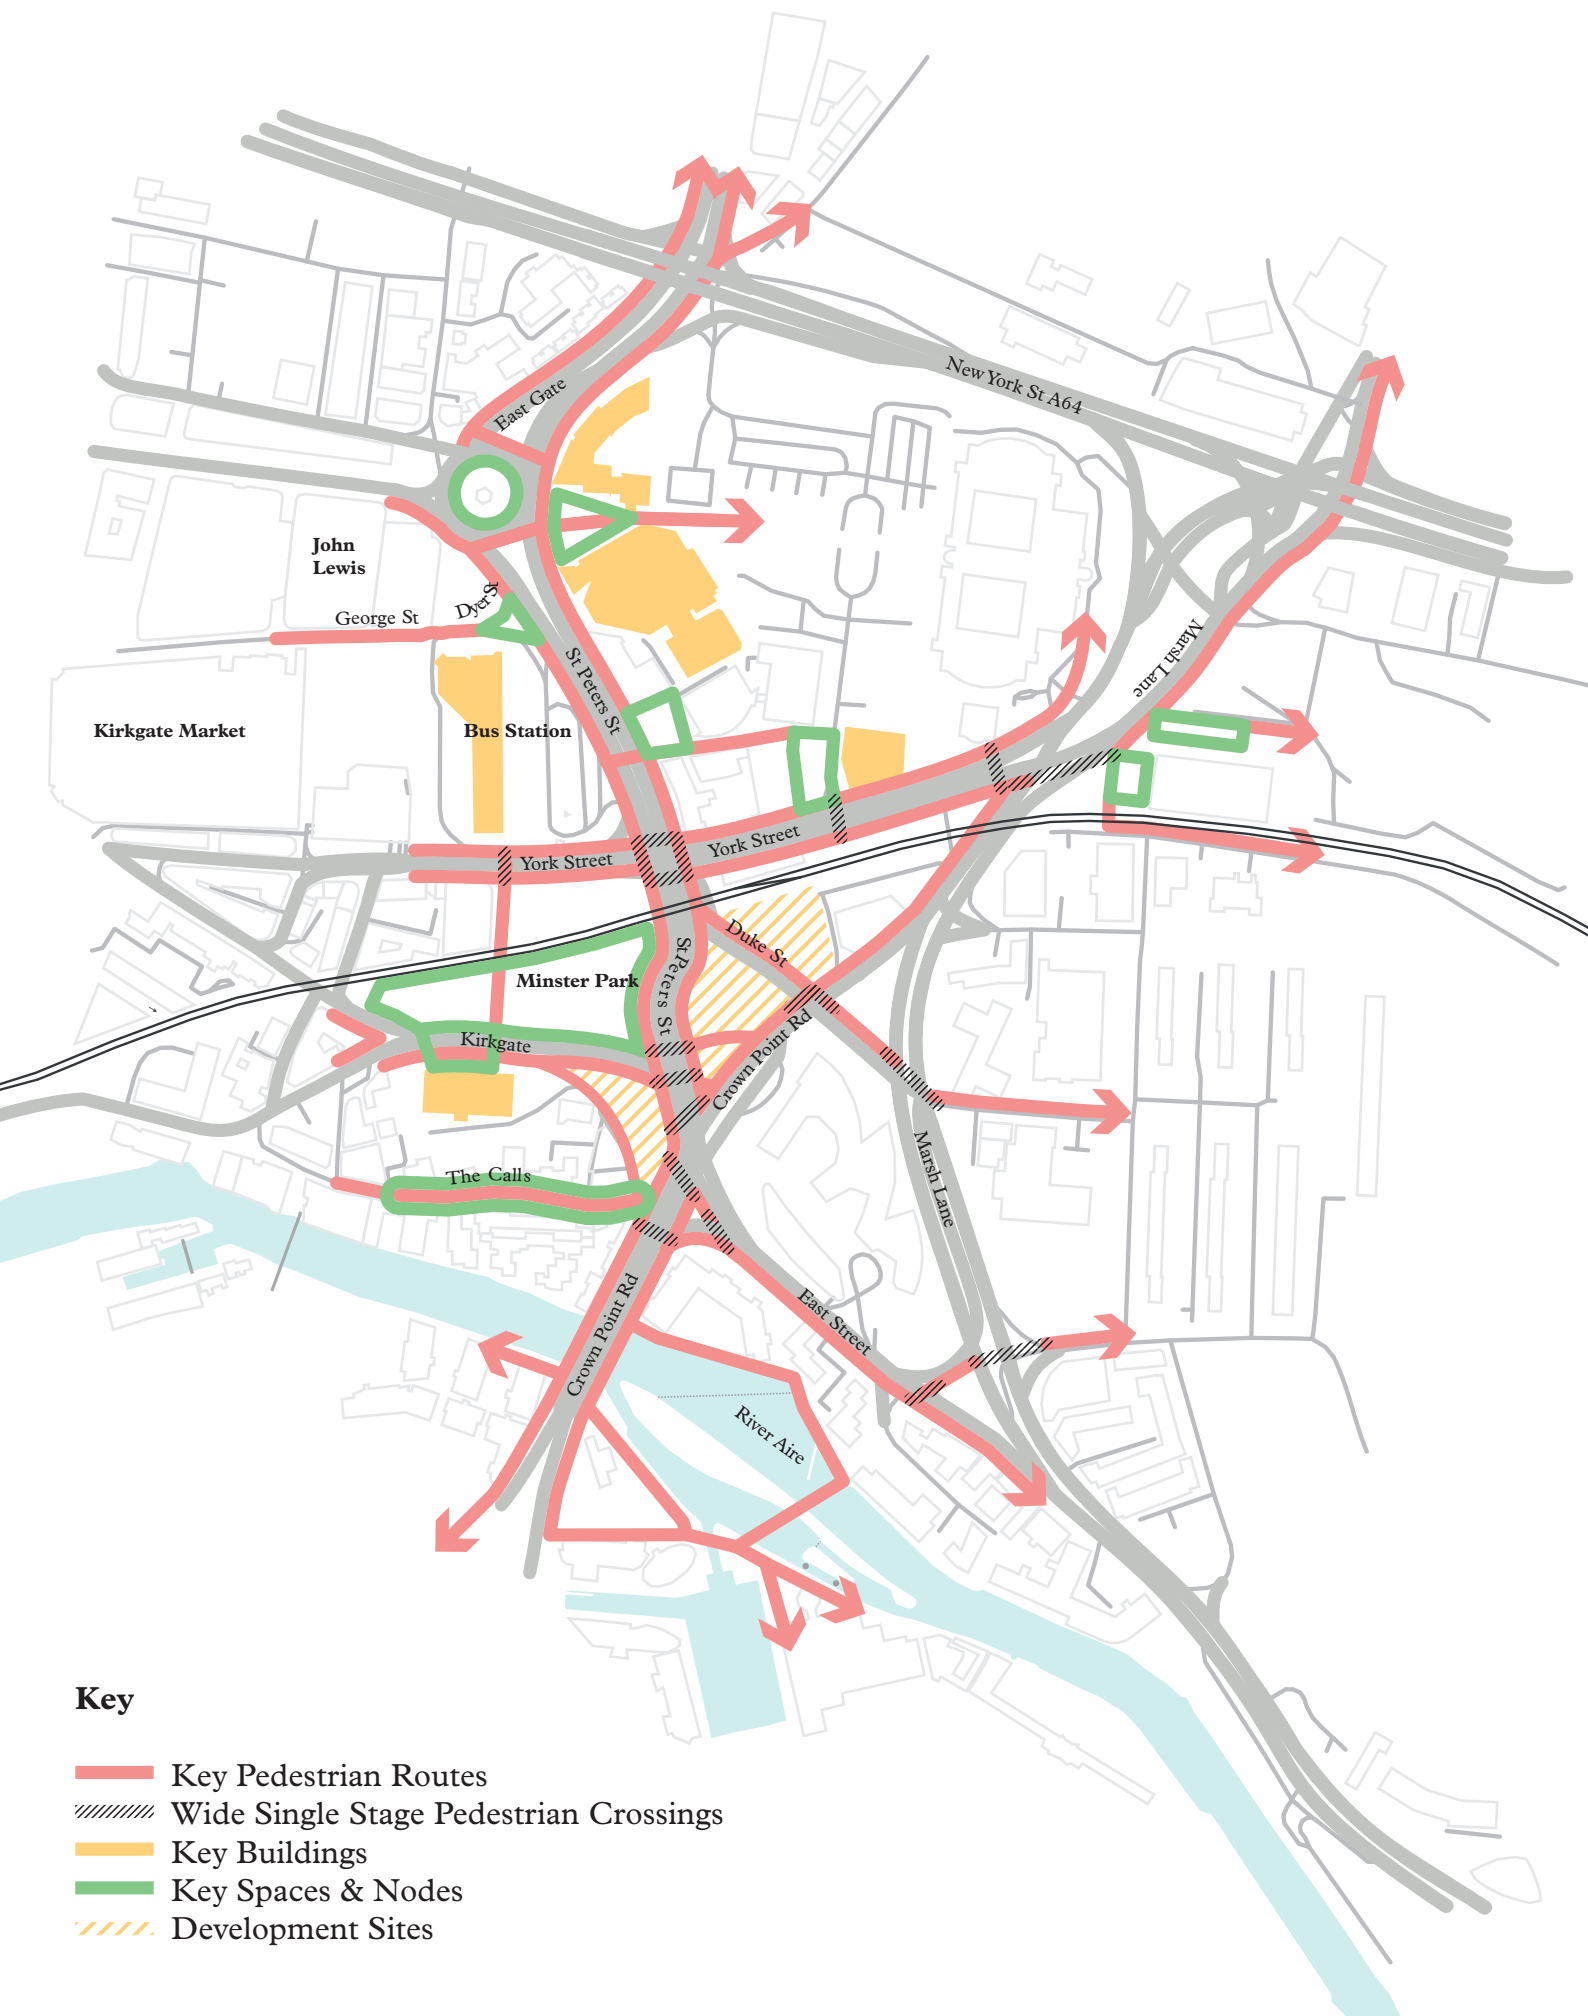 New York St A64
East Gate
John
Lewis
Dyer St
George St
Marsh Lane
St Peters St
Kirkgate Market
Bus Station
York Street
York Street
Duke St
St Peters St
Minster Park
Crown Point Rd
Kirkgate
Marsh Lane
The Calls
Crown Point Rd
East Street
River Aire
Key
Key Pedestrian Routes
Wide Single Stage Pedestrian Crossings
Key Buildings
Key Spaces & Nodes
Development Sites